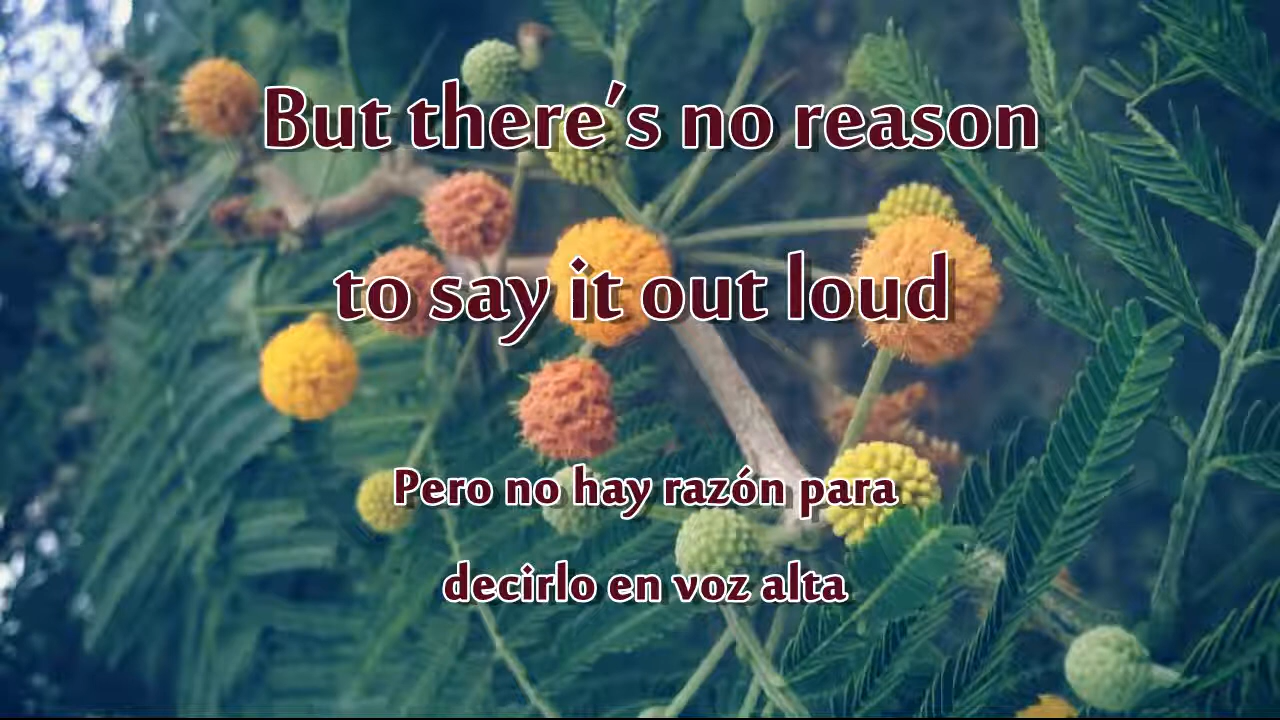 But there's no reason
to say it out loud
Pero no hay razón para
decirlo en voz alta